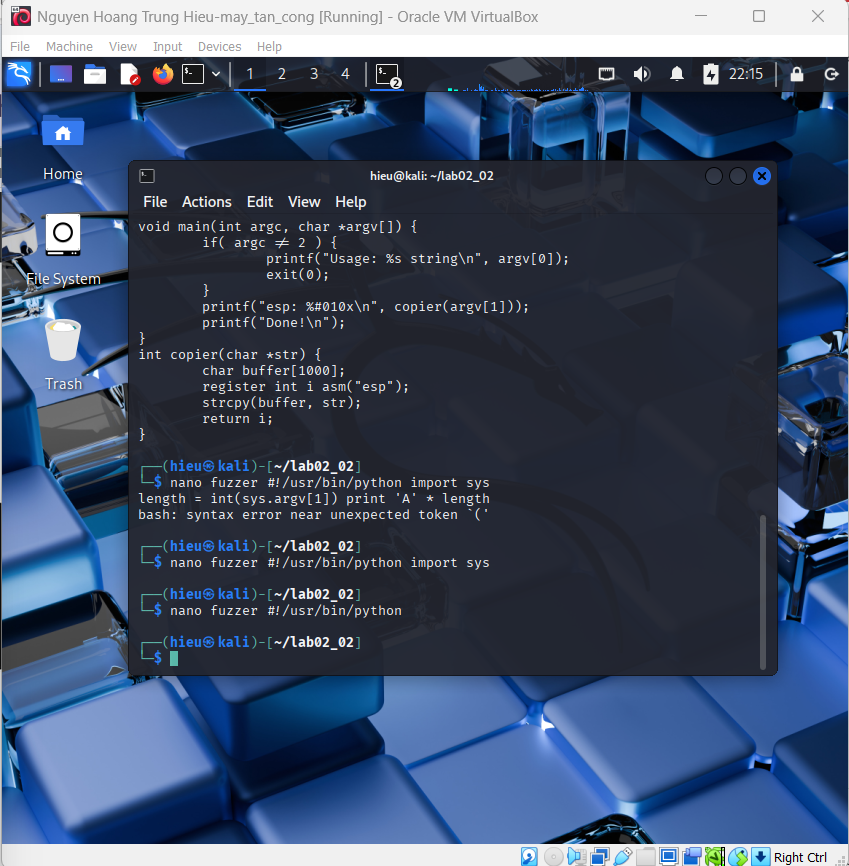 Nguyen Hoang Trung Hieu-may_tan_cong [Running] - Oracle VM VirtualBox
File Machine View Input Devices Help
1 2 3 4 2 22:15
Home
File System
Trash
hieu@kali: ~/lab02_02
File Actions Edit View Help
void main(int argc, char *argv[]) {
if( argc ≠ 2 ) {
printf("Usage: %s string\n", argv[0]);
exit(0);
}
printf("esp: %#010x\n", copier(argv[1]));
printf("Done!\n");
}
int copier(char *str) {
char buffer[1000];
register int i asm("esp");
strcpy(buffer, str);
return i;
}
┌──(hieu㉿kali)-[~/lab02_02]
└─$ nano fuzzer #!/usr/bin/python import sys
length = int(sys.argv[1]) print 'A' * length
bash: syntax error near unexpected token `('
┌──(hieu㉿kali)-[~/lab02_02]
└─$ nano fuzzer #!/usr/bin/python import sys
┌──(hieu㉿kali)-[~/lab02_02]
└─$ nano fuzzer #!/usr/bin/python
┌──(hieu㉿kali)-[~/lab02_02]
└─$
Right Ctrl